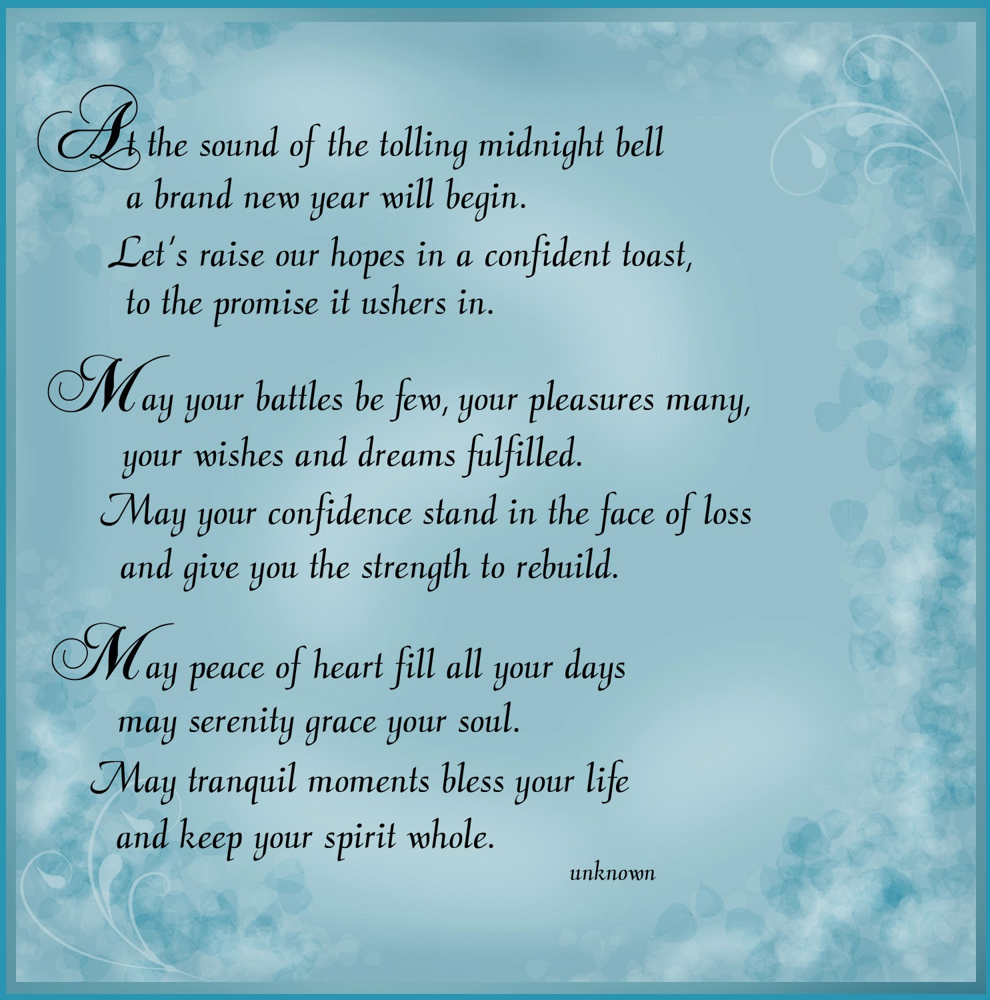 At the sound of the tolling midnight bell
a brand new year will begin.
Let's raise our hopes in a confident toast,
to the promise it ushers in.
May your battles be few, your pleasures many,
your wishes and dreams fulfilled.
May your confidence stand in the face of loss
and give you the strength to rebuild.
May peace of heart fill all your days
may serenity grace your soul.
May tranquil moments bless your life
and keep your spirit whole.
unknown